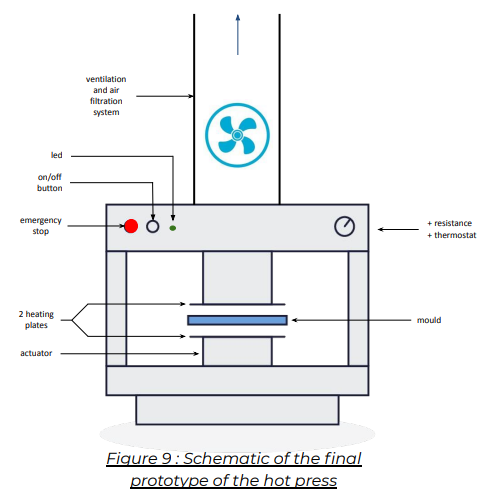 ventilation
and air
filtration
system
led
on/off
button
emergency
stop
+ resistance
+ thermostat
2 heating
plates
mould
actuator
Figure 9 : Schematic of the final
prototype of the hot press